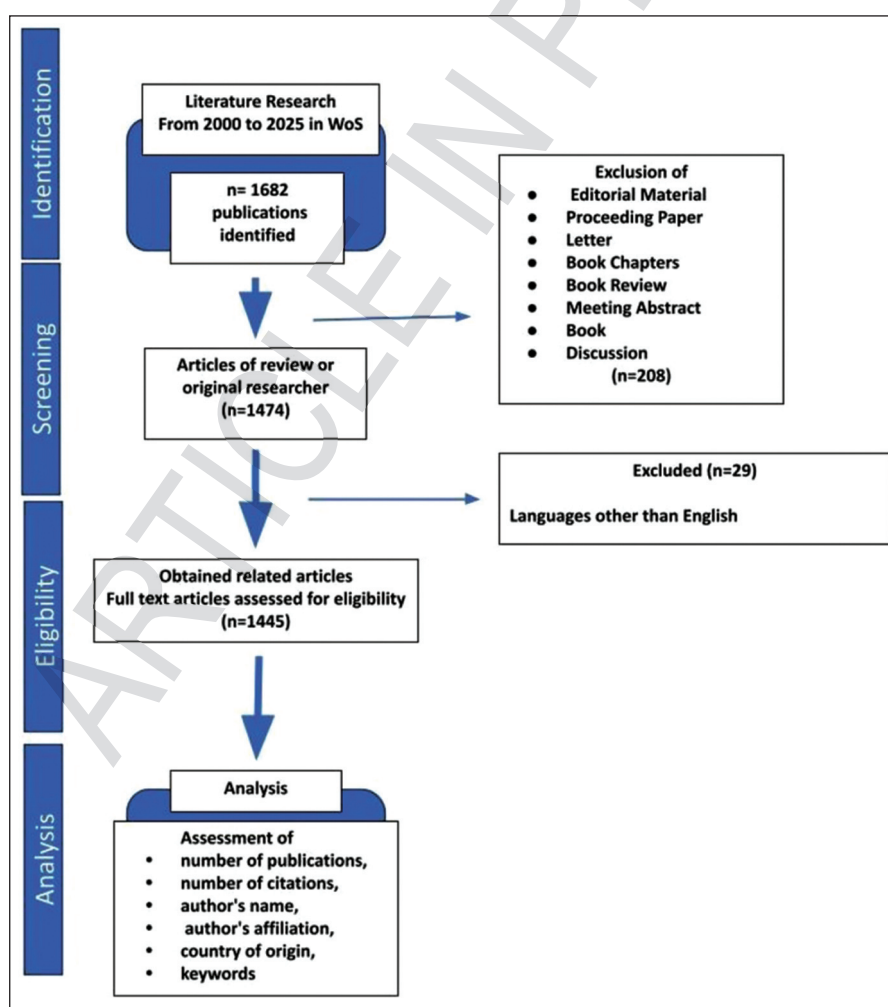 Identification
Literature Research
From 2000 to 2025 in WoS
n= 1682
publications
identified
Exclusion of
● Editorial Material
● Proceeding Paper
● Letter
● Book Chapters
● Book Review
● Meeting Abstract
● Book
● Discussion
(n=208)
Screening
Articles of review or
original researcher
(n=1474)
Excluded (n=29)
Languages other than English
Eligibility
Obtained related articles
Full text articles assessed for eligibility
(n=1445)
Analysis
Analysis
Assessment of
• number of publications,
• number of citations,
• author's name,
• author's affiliation,
• country of origin,
• keywords
ARTICLE IN